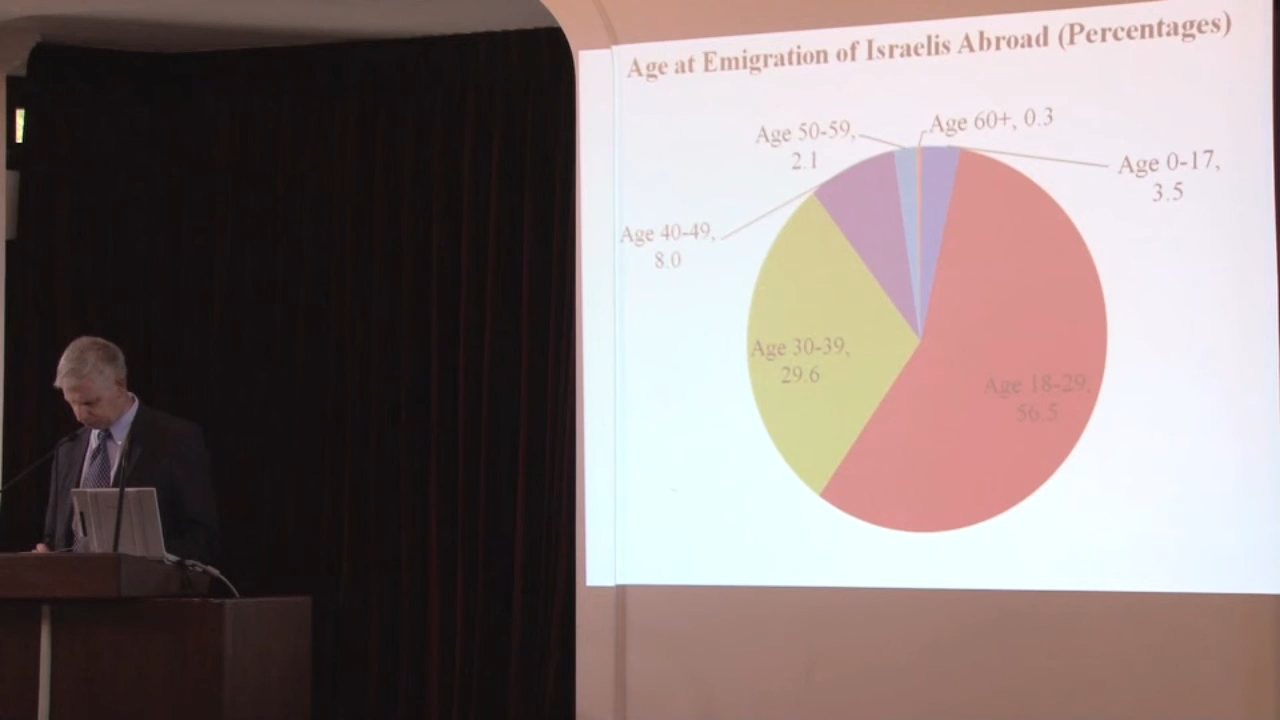 Age at Emigration of Israelis Abroad (Percentages)
Age 60+, 0.3
Age 50-59,
2.1
Age 0-17,
3.5
Age 40-49,
8.0
Age 30-39,
29.6
Age 18-29,
56.5